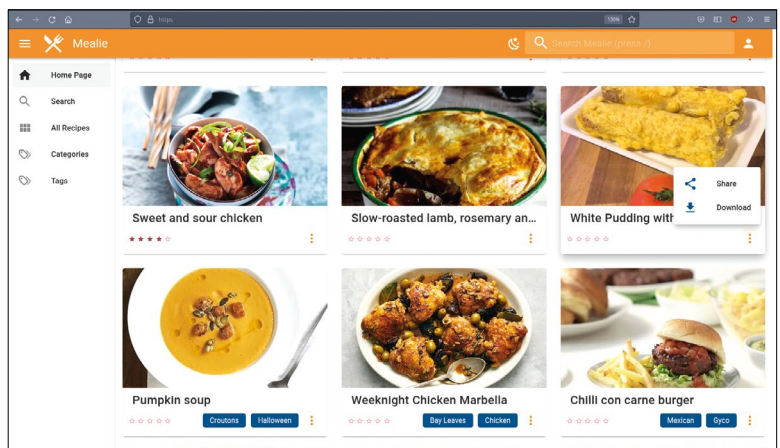 https
130%
Mealie
Search Mealie (press /)
Home Page
Search
All Recipes
Categories
Tags
Sweet and sour chicken
Slow-roasted lamb, rosemary an...
White Pudding with
Share
Download
Pumpkin soup
Croutons Halloween
Weeknight Chicken Marbella
Bay Leaves Chicken
Chilli con carne burger
Mexican Gyco